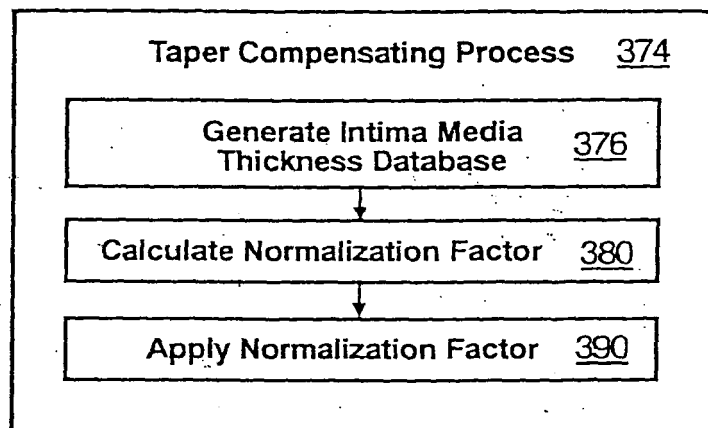 Taper Compensating Process 374
Generate Intima Media 376
Thickness Database
Calculate Normalization Factor 380
Apply Normalization Factor 390